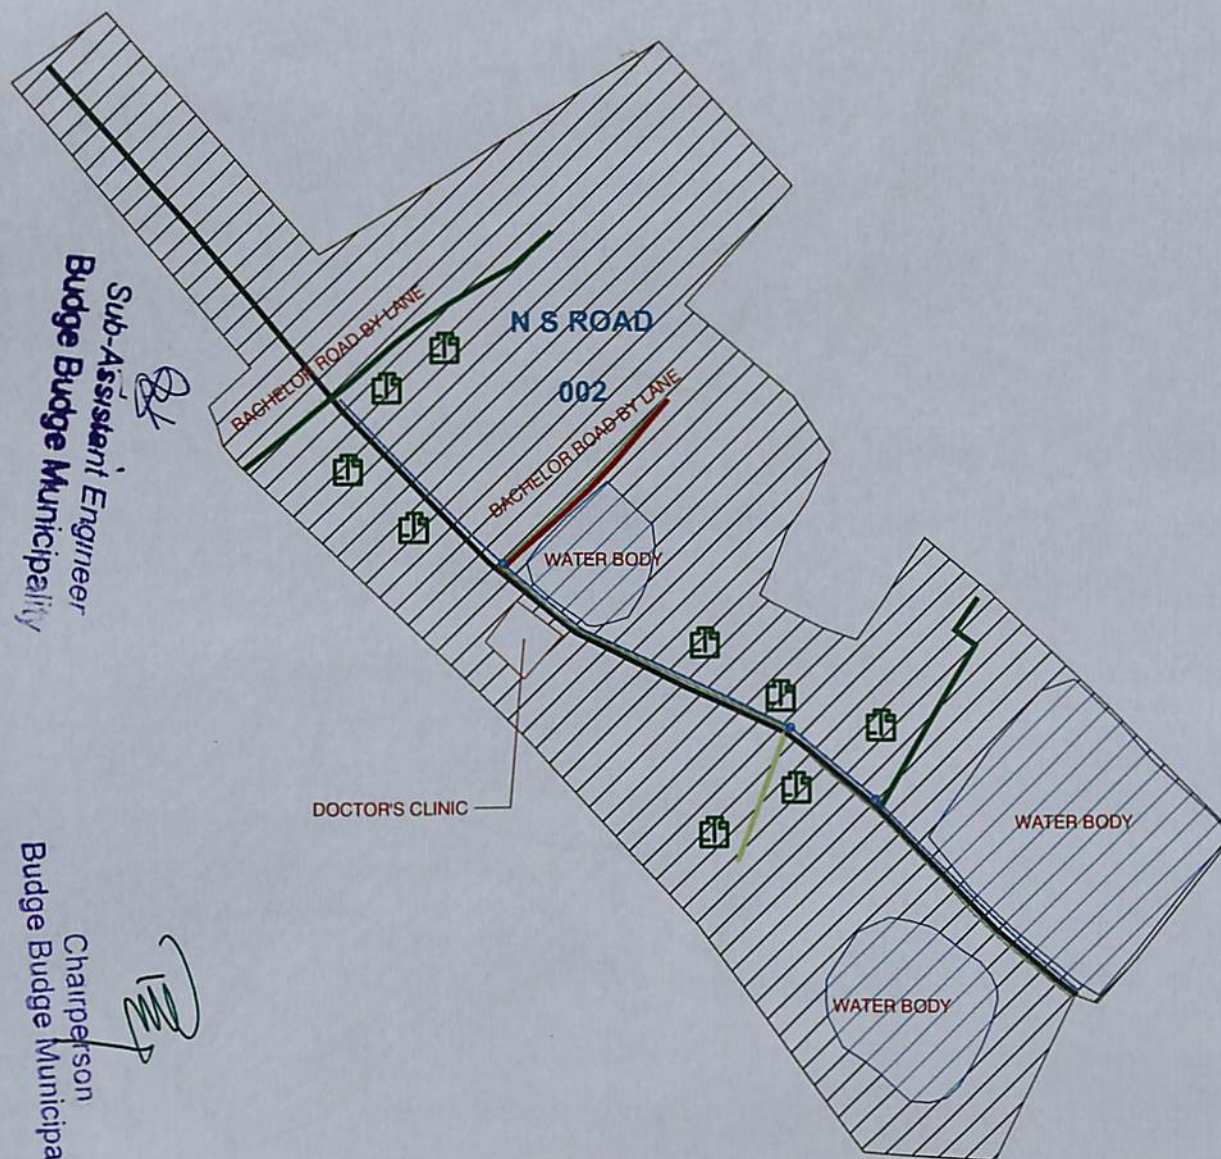 BACHELOR ROAD BY LANE
N S ROAD
002
BACHELOR ROAD BY LANE
WATER BODY
DOCTOR'S CLINIC
WATER BODY
WATER BODY
Sub-Assistant Engineer
Budge Budge Municipality
Chairperson
Budge Budge Municipa